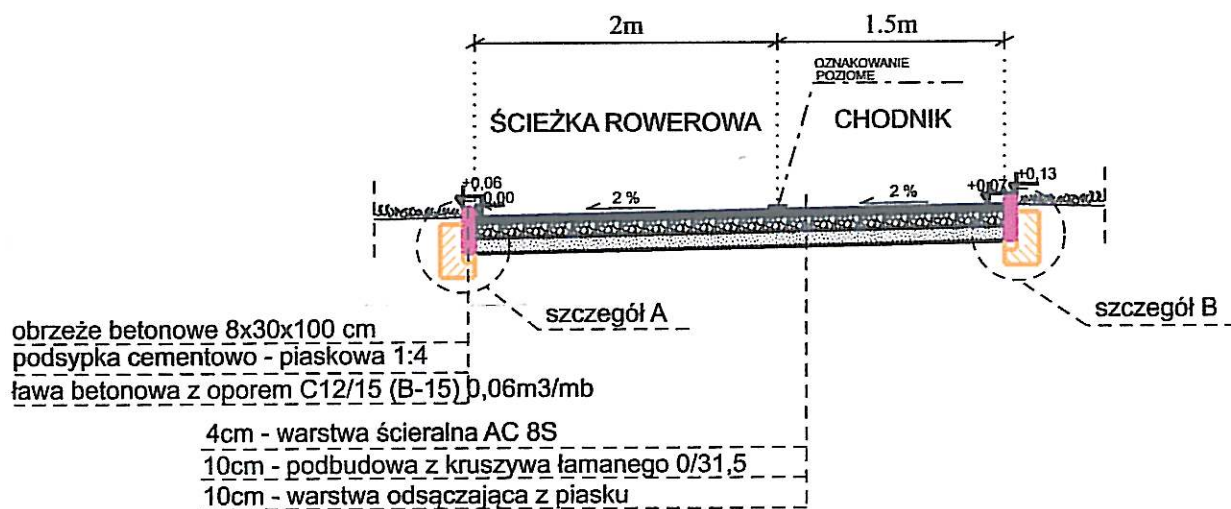 2m
1.5m
OZNAKOWANIE
POZIOME
ŚCIEŻKA ROWEROWA
CHODNIK
+0,06
0,00
2 %
2 %
+0,07
+0,13
szczegół A
szczegół B
obrzeże betonowe 8x30x100 cm
podsypka cementowo - piaskowa 1:4
ława betonowa z oporem C12/15 (B-15) 0,06m3/mb
4cm - warstwa ścieralna AC 8S
10cm - podbudowa z kruszywa łamanego 0/31,5
10cm - warstwa odsączająca z piasku